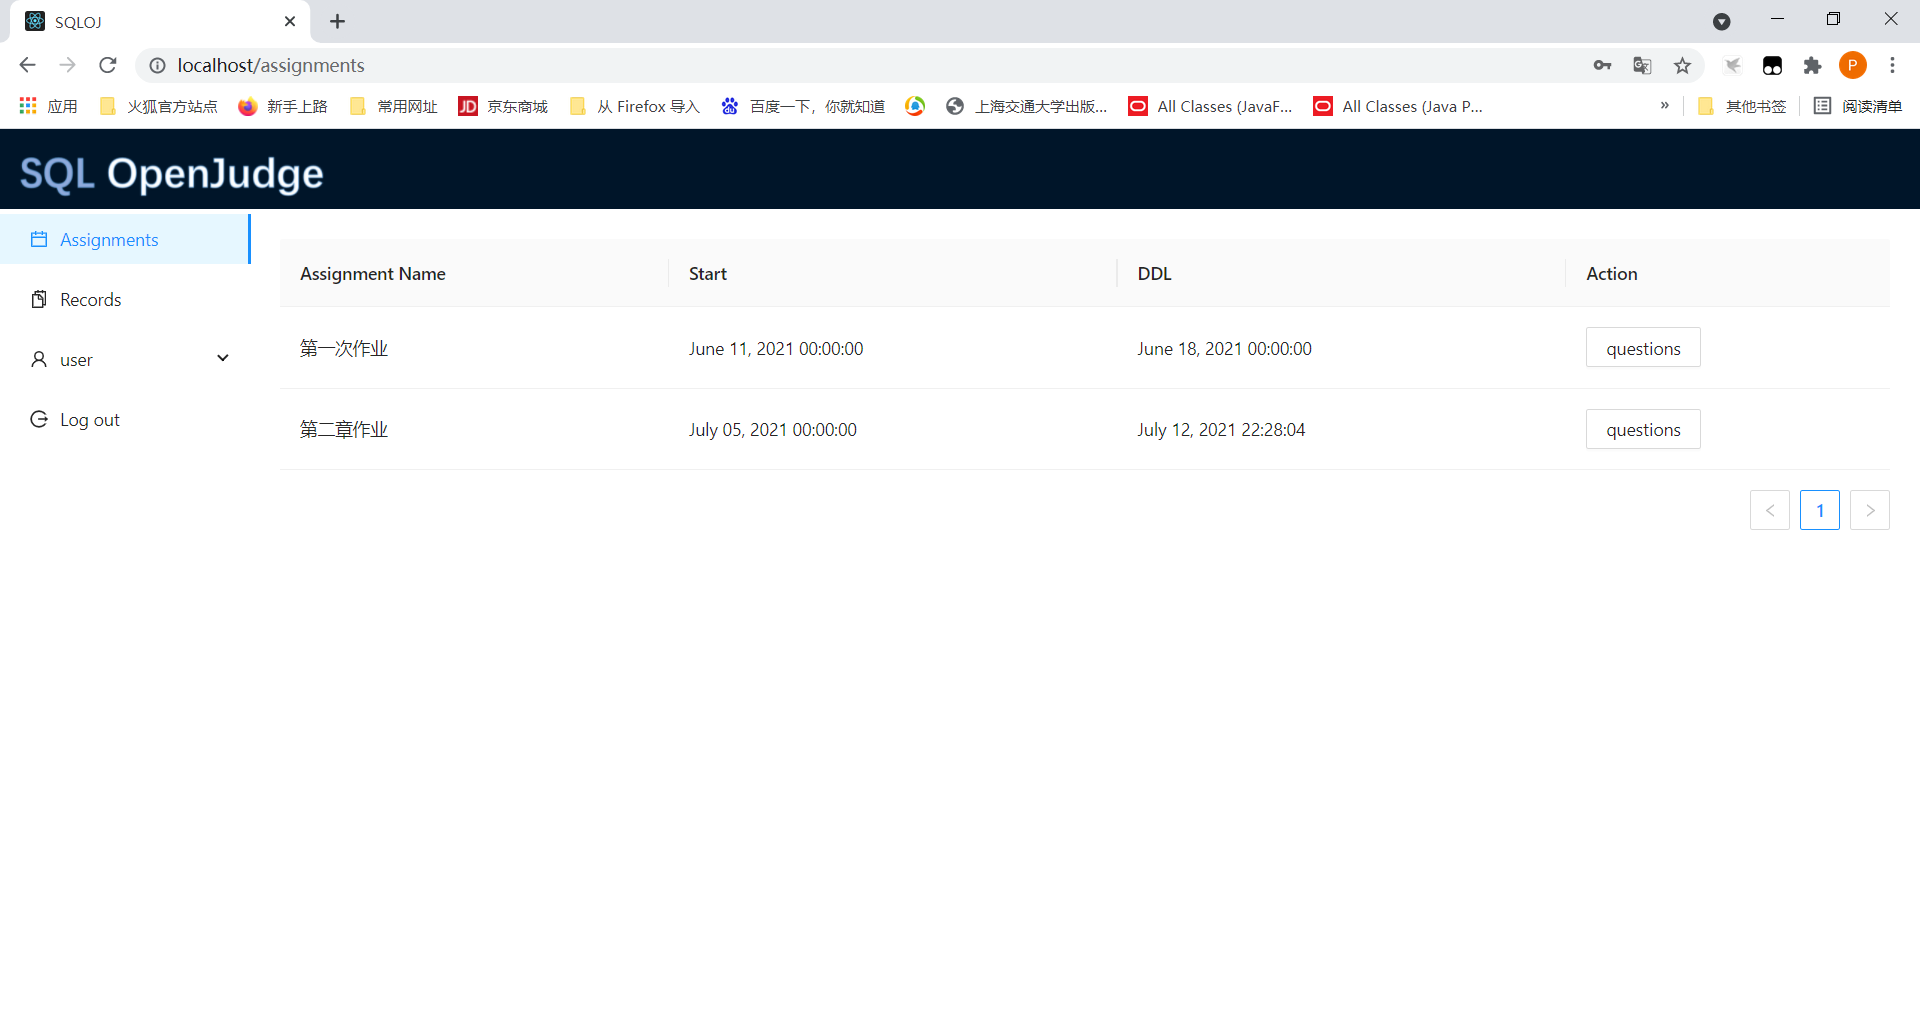 SQLOJ
localhost/assignments
P
应用 火狐官方站点 新手上路 常用网址 JD 京东商城 从 Firefox 导入 百度一下，你就知道 上海交通大学出版... All Classes (JavaF... All Classes (Java P... » 其他书签 阅读清单
SQL OpenJudge
Assignments
Records
user
Log out
Assignment Name Start DDL Action
第一次作业 June 11, 2021 00:00:00 June 18, 2021 00:00:00 questions
第二章作业 July 05, 2021 00:00:00 July 12, 2021 22:28:04 questions
< 1 >